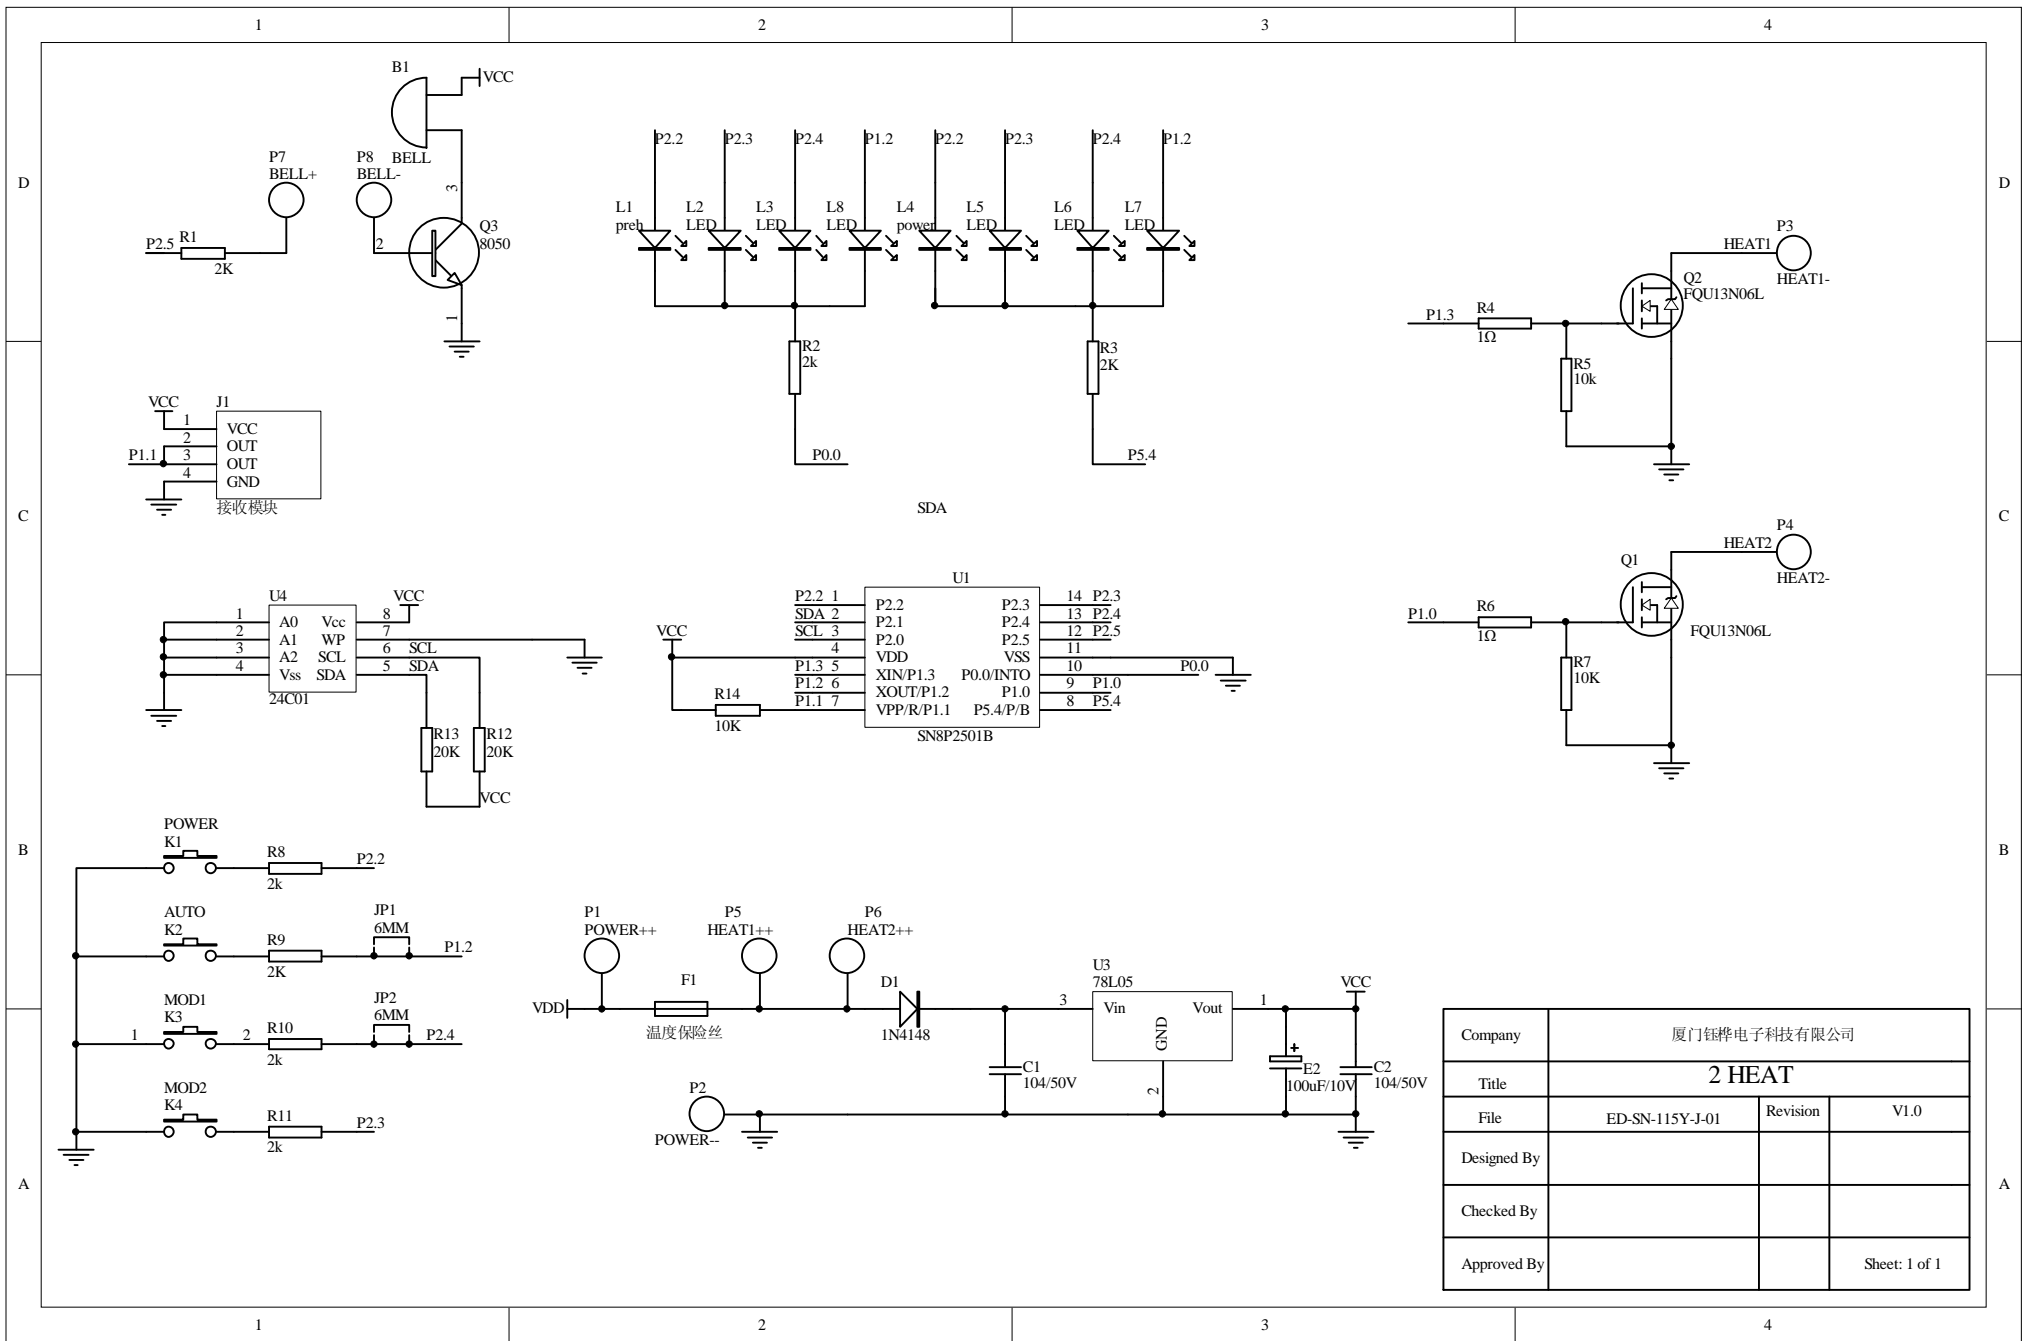 1 2 3 4
D D
C C
B B
A A
B1
VCC
BELL
P7
BELL+
P8
BELL-
P2.5
R1
2K
2
3
1
Q3
8050
P2.2 P2.3 P2.4 P1.2 P2.2 P2.3 P2.4 P1.2
L1 L2 L3 L8 L4 L5 L6 L7
preh LED LED LED power LED LED LED
R2
2k
P0.0
R3
2K
P5.4
SDA
P3
HEAT1
HEAT1-
Q2
FQU13N06L
P1.3
R4
1Ω
R5
10k
P4
HEAT2
HEAT2-
Q1
FQU13N06L
P1.0
R6
1Ω
R7
10K
VCC
J1
1 VCC
2 OUT
P1.1 3 OUT
4 GND
接收模块
U4
VCC
1 A0 Vcc 8
2 A1 WP 7
3 A2 SCL 6 SCL
4 Vss SDA 5 SDA
24C01
R13
20K
R12
20K
VCC
U1
P2.2 1 P2.2 P2.3 14 P2.3
SDA 2 P2.1 P2.4 13 P2.4
SCL 3 P2.0 P2.5 12 P2.5
VCC
4 VDD VSS 11
P1.3 5 XIN/P1.3 P0.0/INTO 10 P0.0
P1.2 6 XOUT/P1.2 P1.0 9 P1.0
P1.1 7 VPP/R/P1.1 P5.4/P/B 8 P5.4
SN8P2501B
R14
10K
POWER
K1
R8
2k
P2.2
AUTO
K2
R9
2K
JP1
6MM
P1.2
MOD1
K3
1 2
R10
2k
JP2
6MM
P2.4
MOD2
K4
R11
2k
P2.3
P1
POWER++
P5
HEAT1++
P6
HEAT2++
VDD
F1
温度保险丝
D1
1N4148
U3
78L05
3 Vin Vout 1
GND
2
VCC
C1
104/50V
E2
+
100uF/10V
C2
104/50V
P2
POWER--
Company 厦门钰桦电子科技有限公司
Title 2 HEAT
File ED-SN-115Y-J-01 Revision V1.0
Designed By
Checked By
Approved By Sheet: 1 of 1
1 2 3 4